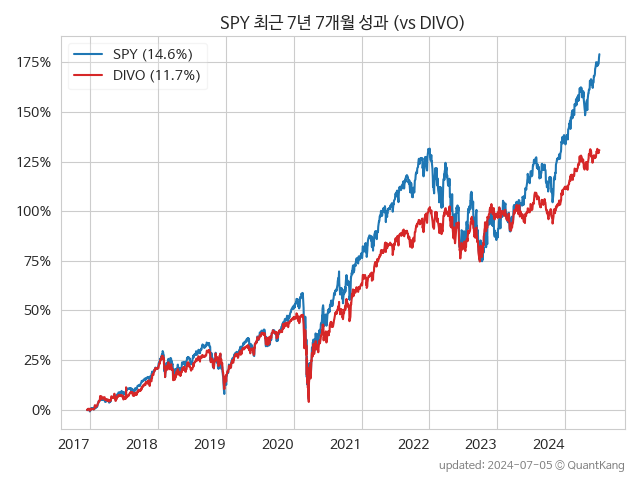 SPY 최근 7년 7개월 성과 (vs DIVO)
SPY (14.6%)
DIVO (11.7%)
175%
150%
125%
100%
75%
50%
25%
0%
2017 2018 2019 2020 2021 2022 2023 2024
updated: 2024-07-05 © QuantKang